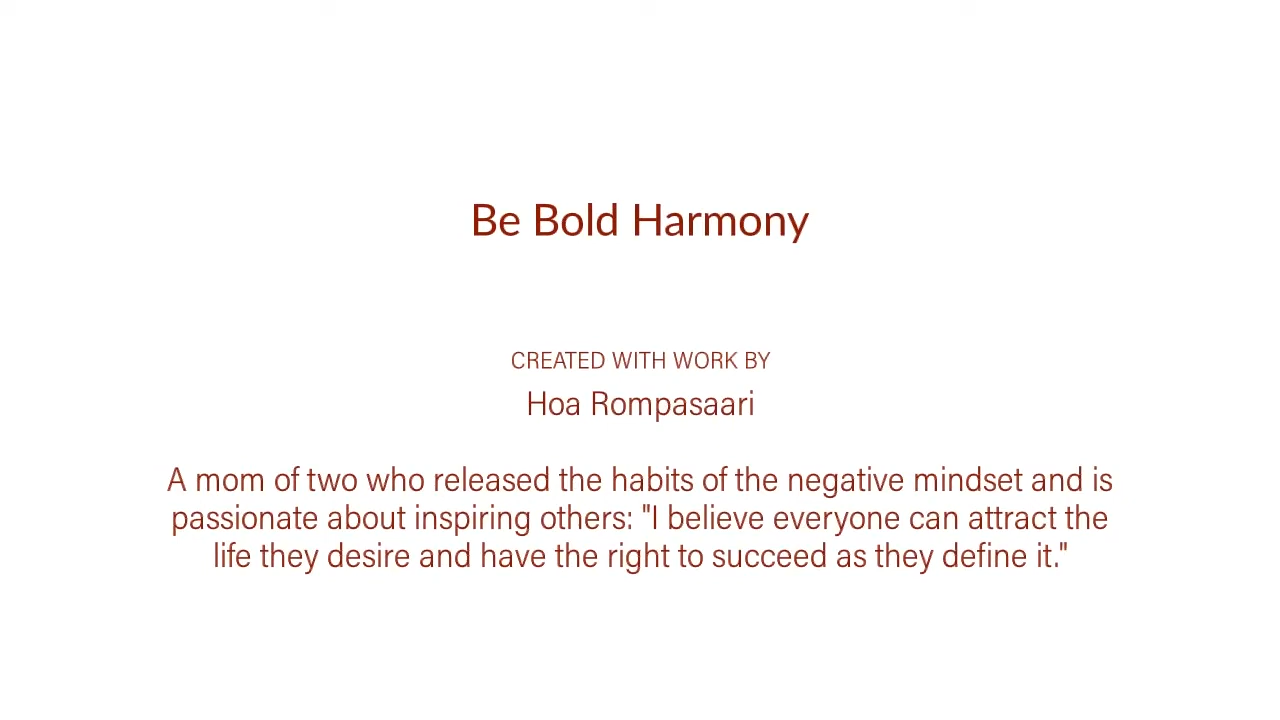 Be Bold Harmony
CREATED WITH WORK BY
Hoa Rompasaari
A mom of two who released the habits of the negative mindset and is
passionate about inspiring others: "I believe everyone can attract the
life they desire and have the right to succeed as they define it."